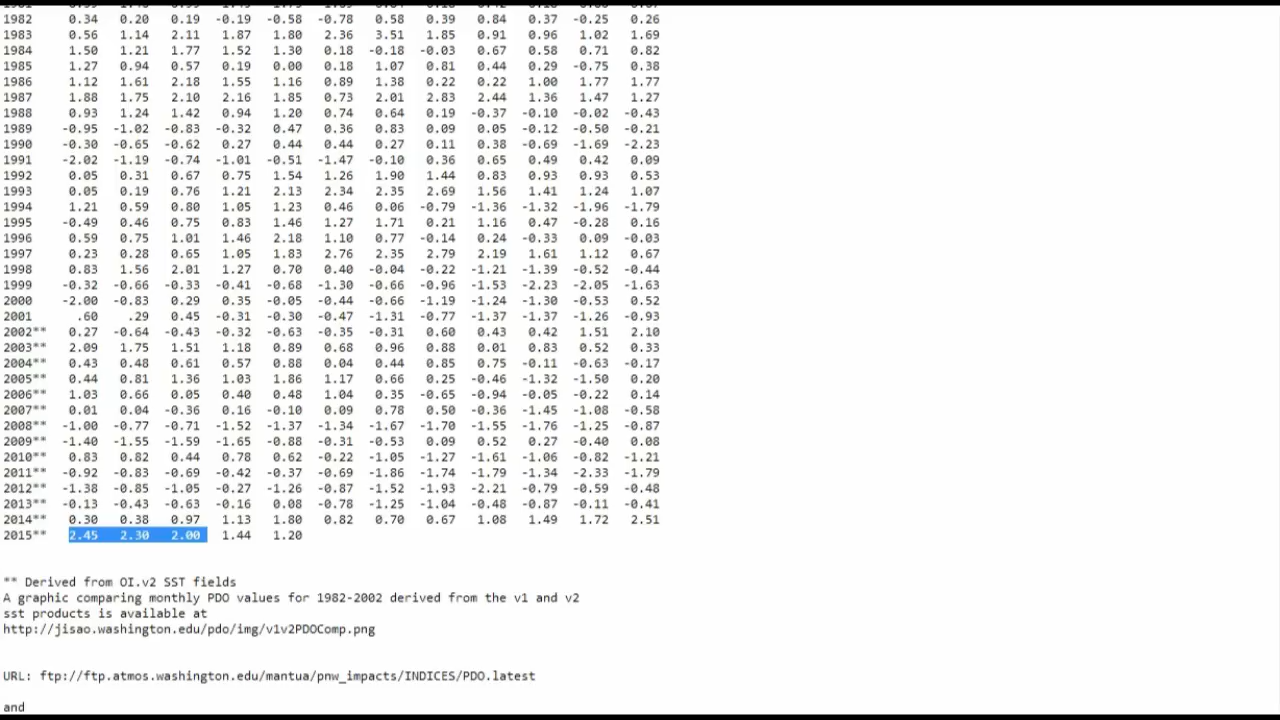 1982 0.34 0.20 0.19 -0.19 -0.58 -0.78 0.58 0.39 0.84 0.37 -0.25 0.26
1983 0.56 1.14 2.11 1.87 1.80 2.36 3.51 1.85 0.91 0.96 1.02 1.69
1984 1.50 1.21 1.77 1.52 1.30 0.18 -0.18 -0.03 0.67 0.58 0.71 0.82
1985 1.27 0.94 0.57 0.19 0.00 0.18 1.07 0.81 0.44 0.29 -0.75 0.38
1986 1.12 1.61 2.18 1.55 1.16 0.89 1.38 0.22 0.22 1.00 1.77 1.77
1987 1.88 1.75 2.10 2.16 1.85 0.73 2.01 2.83 2.44 1.36 1.47 1.27
1988 0.93 1.24 1.42 0.94 1.20 0.74 0.64 0.19 -0.37 -0.10 -0.02 -0.43
1989 -0.95 -1.02 -0.83 -0.32 0.47 0.36 0.83 0.09 0.05 -0.12 -0.50 -0.21
1990 -0.30 -0.65 -0.62 0.27 0.44 0.44 0.27 0.11 0.38 -0.69 -1.69 -2.23
1991 -2.02 -1.19 -0.74 -1.01 -0.51 -1.47 -0.10 0.36 0.65 0.49 0.42 0.09
1992 0.05 0.31 0.67 0.75 1.54 1.26 1.90 1.44 0.83 0.93 0.93 0.53
1993 0.05 0.19 0.76 1.21 2.13 2.34 2.35 2.69 1.56 1.41 1.24 1.07
1994 1.21 0.59 0.80 1.05 1.23 0.46 0.06 -0.79 -1.36 -1.32 -1.96 -1.79
1995 -0.49 0.46 0.75 0.83 1.46 1.27 1.71 0.21 1.16 0.47 -0.28 0.16
1996 0.59 0.75 1.01 1.46 2.18 1.10 0.77 -0.14 0.24 -0.33 0.09 -0.03
1997 0.23 0.28 0.65 1.05 1.83 2.76 2.35 2.79 2.19 1.61 1.12 0.67
1998 0.83 1.56 2.01 1.27 0.70 0.40 -0.04 -0.22 -1.21 -1.39 -0.52 -0.44
1999 -0.32 -0.66 -0.33 -0.41 -0.68 -1.30 -0.66 -0.96 -1.53 -2.23 -2.05 -1.63
2000 -2.00 -0.83 0.29 0.35 -0.05 -0.44 -0.66 -1.19 -1.24 -1.30 -0.53 0.52
2001 .60 .29 0.45 -0.31 -0.30 -0.47 -1.31 -0.77 -1.37 -1.37 -1.26 -0.93
2002** 0.27 -0.64 -0.43 -0.32 -0.63 -0.35 -0.31 0.60 0.43 0.42 1.51 2.10
2003** 2.09 1.75 1.51 1.18 0.89 0.68 0.96 0.88 0.01 0.83 0.52 0.33
2004** 0.43 0.48 0.61 0.57 0.88 0.04 0.44 0.85 0.75 -0.11 -0.63 -0.17
2005** 0.44 0.81 1.36 1.03 1.86 1.17 0.66 0.25 -0.46 -1.32 -1.50 0.20
2006** 1.03 0.66 0.05 0.40 0.48 1.04 0.35 -0.65 -0.94 -0.05 -0.22 0.14
2007** 0.01 0.04 -0.36 0.16 -0.10 0.09 0.78 0.50 -0.36 -1.45 -1.08 -0.58
2008** -1.00 -0.77 -0.71 -1.52 -1.37 -1.34 -1.67 -1.70 -1.55 -1.76 -1.25 -0.87
2009** -1.40 -1.55 -1.59 -1.65 -0.88 -0.31 -0.53 0.09 0.52 0.27 -0.40 0.08
2010** 0.83 0.82 0.44 0.78 0.62 -0.22 -1.05 -1.27 -1.61 -1.06 -0.82 -1.21
2011** -0.92 -0.83 -0.69 -0.42 -0.37 -0.69 -1.86 -1.74 -1.79 -1.34 -2.33 -1.79
2012** -1.38 -0.85 -1.05 -0.27 -1.26 -0.87 -1.52 -1.93 -2.21 -0.79 -0.59 -0.48
2013** -0.13 -0.43 -0.63 -0.16 0.08 -0.78 -1.25 -1.04 -0.48 -0.87 -0.11 -0.41
2014** 0.30 0.38 0.97 1.13 1.80 0.82 0.70 0.67 1.08 1.49 1.72 2.51
2015** 2.45 2.30 2.00 1.44 1.20
** Derived from OI.v2 SST fields
A graphic comparing monthly PDO values for 1982-2002 derived from the v1 and v2
sst products is available at
http://jisao.washington.edu/pdo/img/v1v2PDOComp.png
URL: ftp://ftp.atmos.washington.edu/mantua/pnw_impacts/INDICES/PDO.latest
and